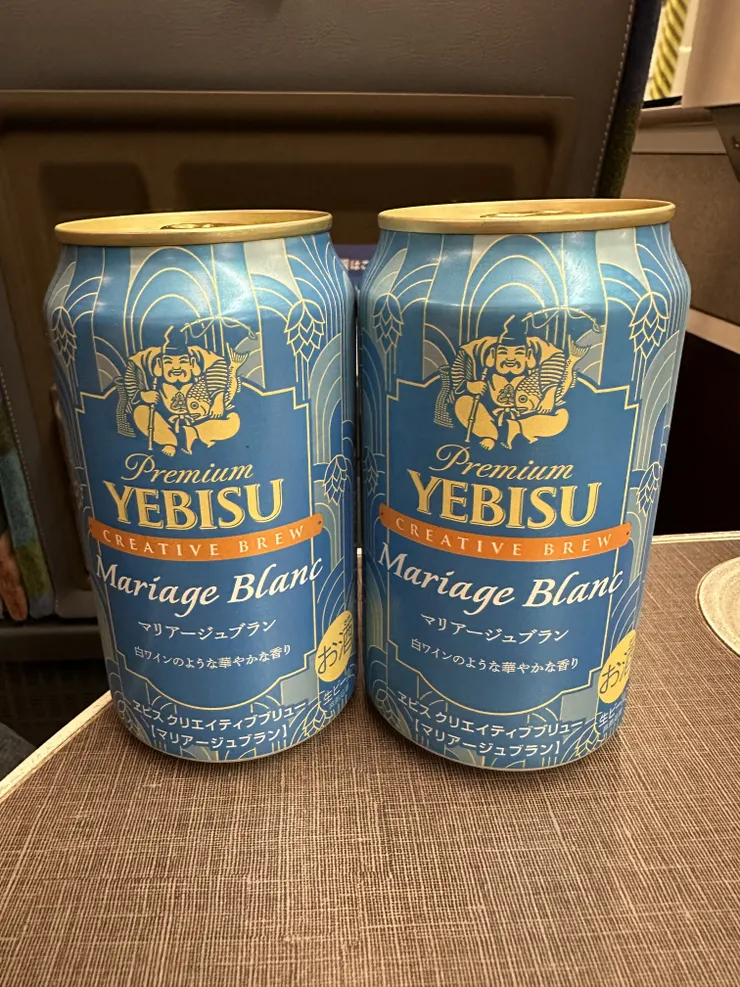 Premium
YEBISU
CREATIVE BREW
Mariage Blanc
マリアージュブラン
白ワインのような華やかな香り
お酒
ヱビス クリエイティブブリュー
【マリアージュブラン】
Premium
YEBISU
CREATIVE BREW
Mariage Blanc
マリアージュブラン
白ワインのような華やかな香り
お酒
ヱビス クリエイティブブリュー
【マリアージュブラン】